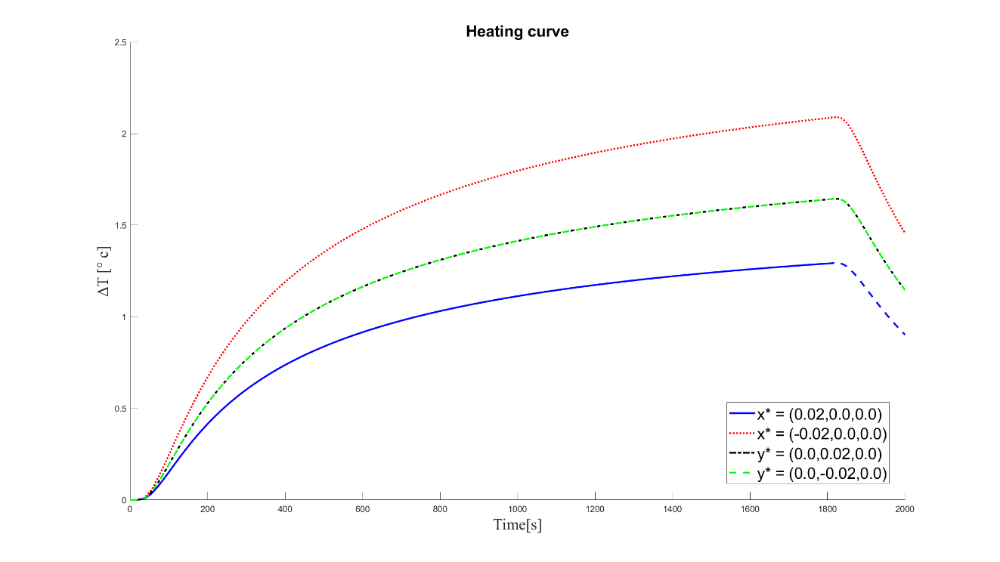 Heating curve
2.5
2
1.5
1
0.5
0
ΔT [° c]
0 200 400 600 800 1000 1200 1400 1600 1800 2000
Time[s]
x* = (0.02,0.0,0.0)
x* = (-0.02,0.0,0.0)
y* = (0.0,0.02,0.0)
y* = (0.0,-0.02,0.0)